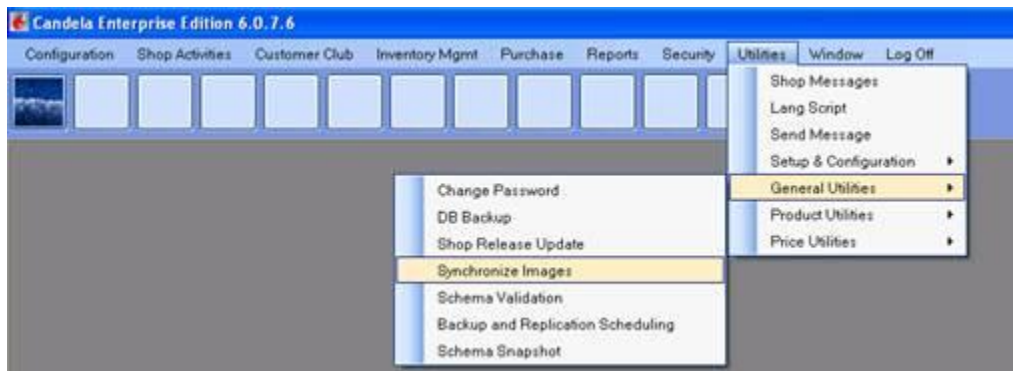 Candela Enterprise Edition 6.0.7.6
Configuration Shop Activities Customer Club Inventory Mgmt Purchase Reports Security Utilities Window Log Off
Shop Messages
Lang Script
Send Message
Setup & Configuration
General Utilities
Product Utilities
Price Utilities
Change Password
DB Backup
Shop Release Update
Synchronize Images
Schema Validation
Backup and Replication Scheduling
Schema Snapshot